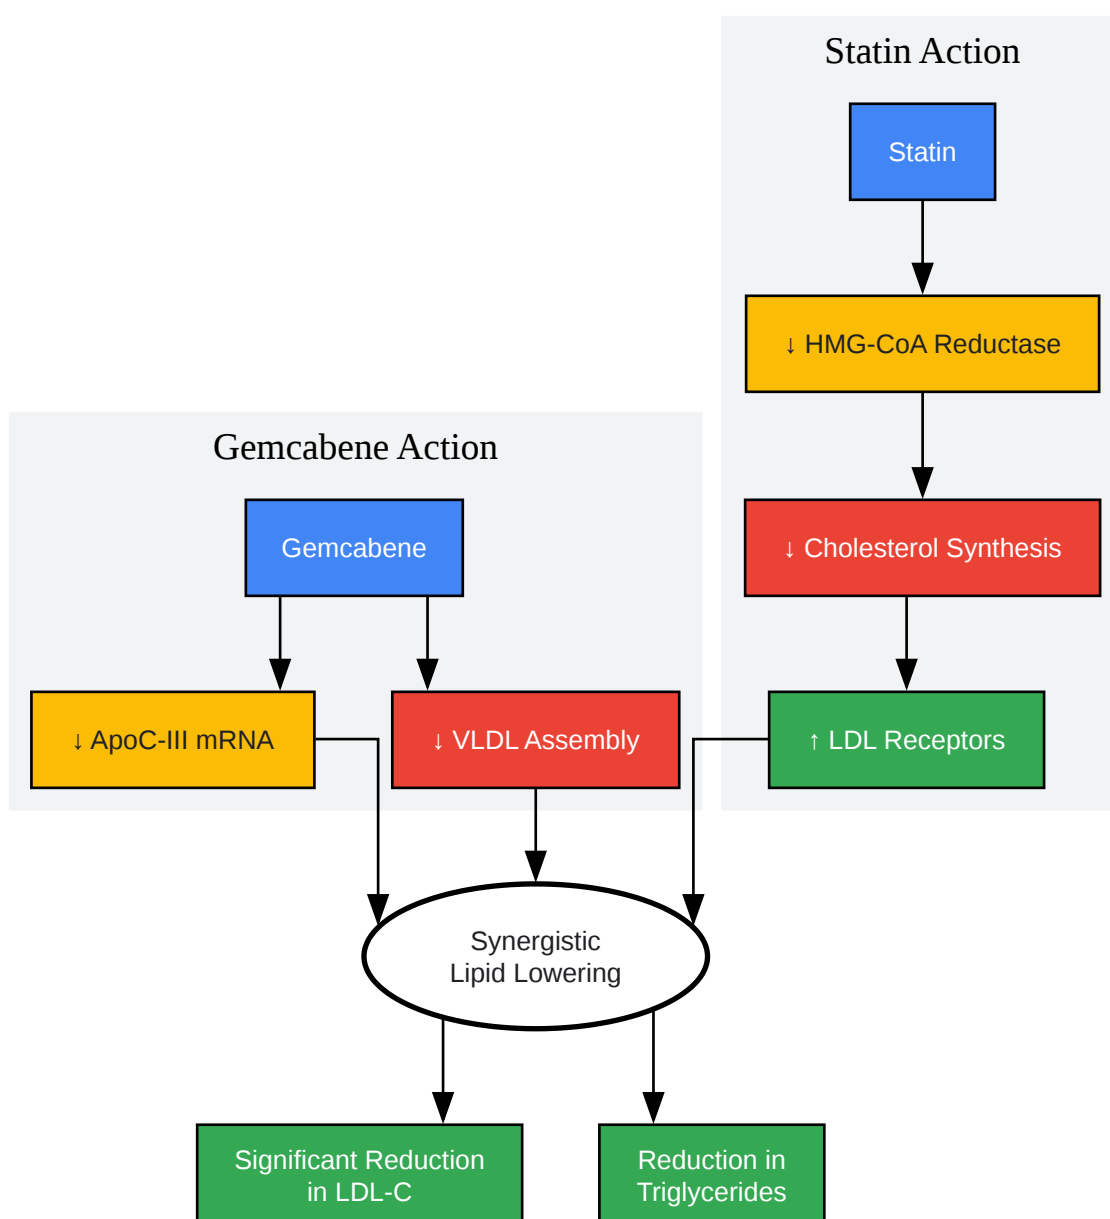 Statin Action
Statin
↓ HMG-CoA Reductase
Gemcabene Action
Gemcabene
↓ Cholesterol Synthesis
↓ ApoC-III mRNA
↓ VLDL Assembly
↑ LDL Receptors
Synergistic
Lipid Lowering
Significant Reduction
in LDL-C
Reduction in
Triglycerides